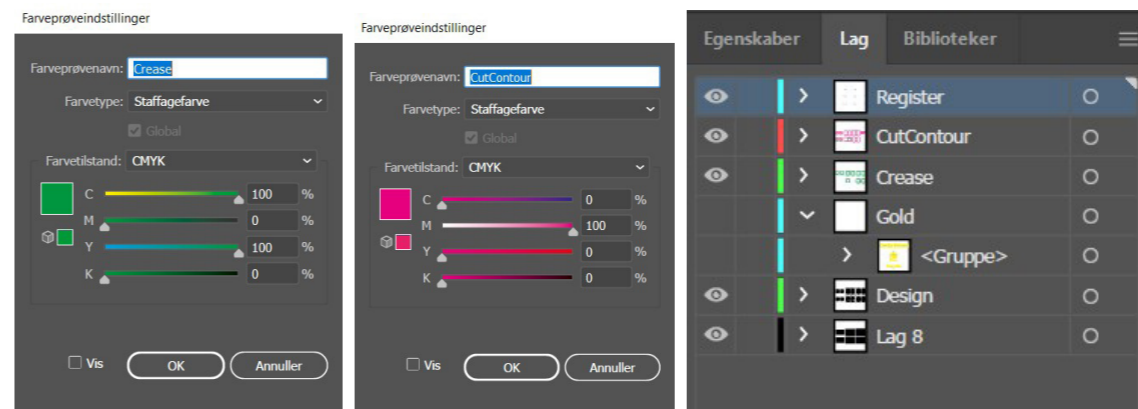 Farveprøveindstillinger
Farveprøvenavn: Crease
Farvetype: Staffagefarve
Global
Farvetilstand: CMYK
C 100 %
M 0 %
Y 100 %
K 0 %
Vis OK Annuller
Farveprøveindstillinger
Farveprøvenavn: CutContour
Farvetype: Staffagefarve
Global
Farvetilstand: CMYK
C 0 %
M 100 %
Y 0 %
K 0 %
Vis OK Annuller
Egenskaber Lag Biblioteker
Register
CutContour
Crease
Gold
<Gruppe>
Design
Lag 8